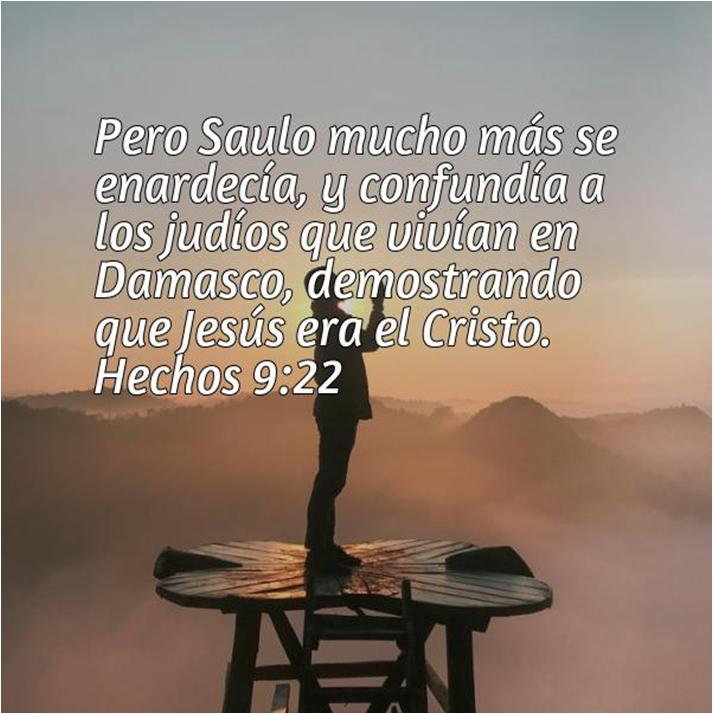 Pero Saulo mucho más se
enardecía, y confundía a
los judíos que vivían en
Damasco, demostrando
que Jesús era el Cristo.
Hechos 9:22